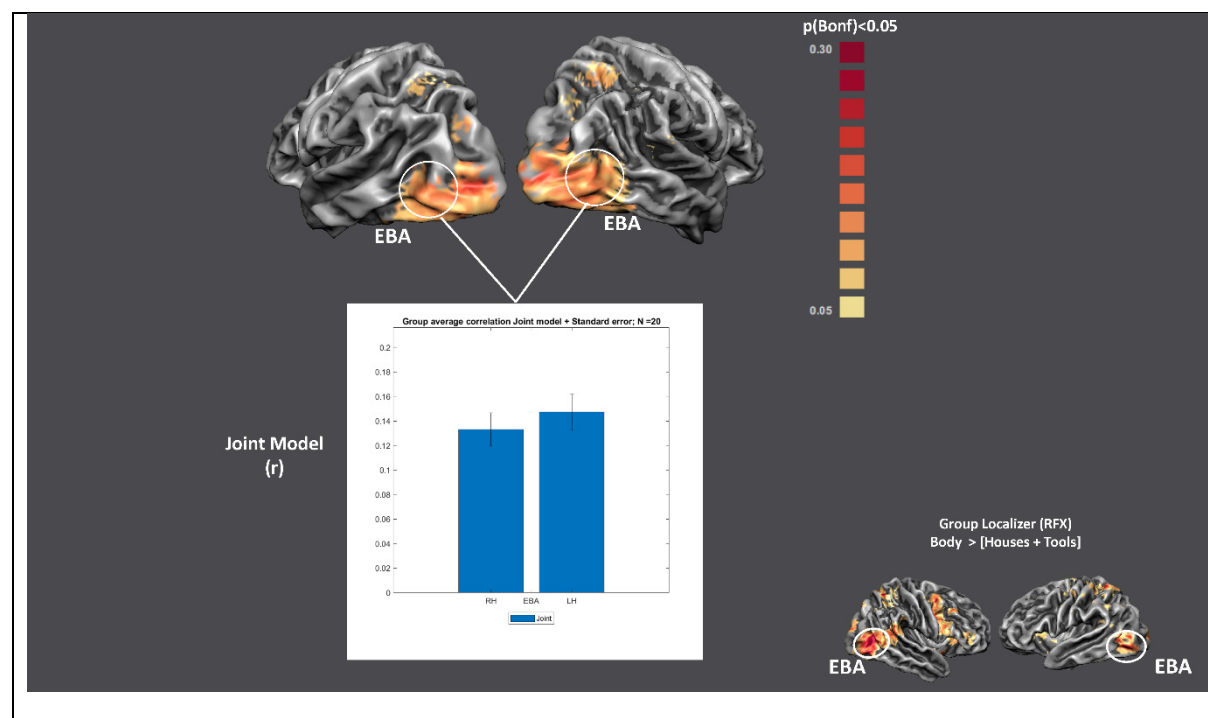 p(Bonf)<0.05
0.30
0.05
EBA
EBA
Group average correlation Joint model + Standard error; N =20
0.2
0.18
0.16
0.14
0.12
0.1
0.08
0.06
0.04
0.02
0
RH EBA LH
Joint
Joint Model
(r)
Group Localizer (RFX)
Body > [Houses + Tools]
EBA
EBA